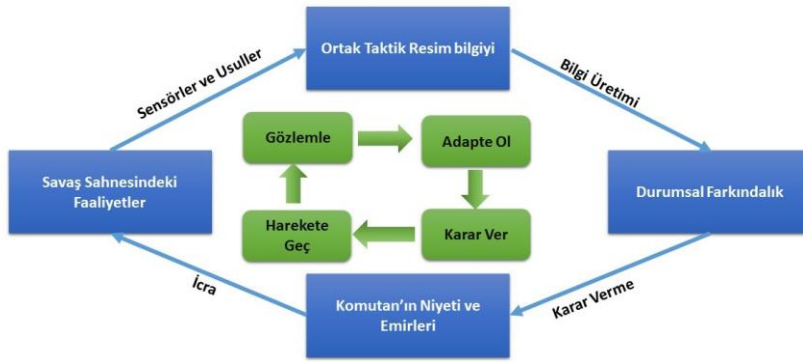 Ortak Taktik Resim bilgiyi
Sensörler ve Usuller
Bilgi Üretimi
Gözlemle
Adapte Ol
Savaş Sahnesindeki
Faaliyetler
Durumsal Farkındalık
Harekete
Geç
Karar Ver
İcra
Komutan’ın Niyeti ve
Emirleri
Karar Verme